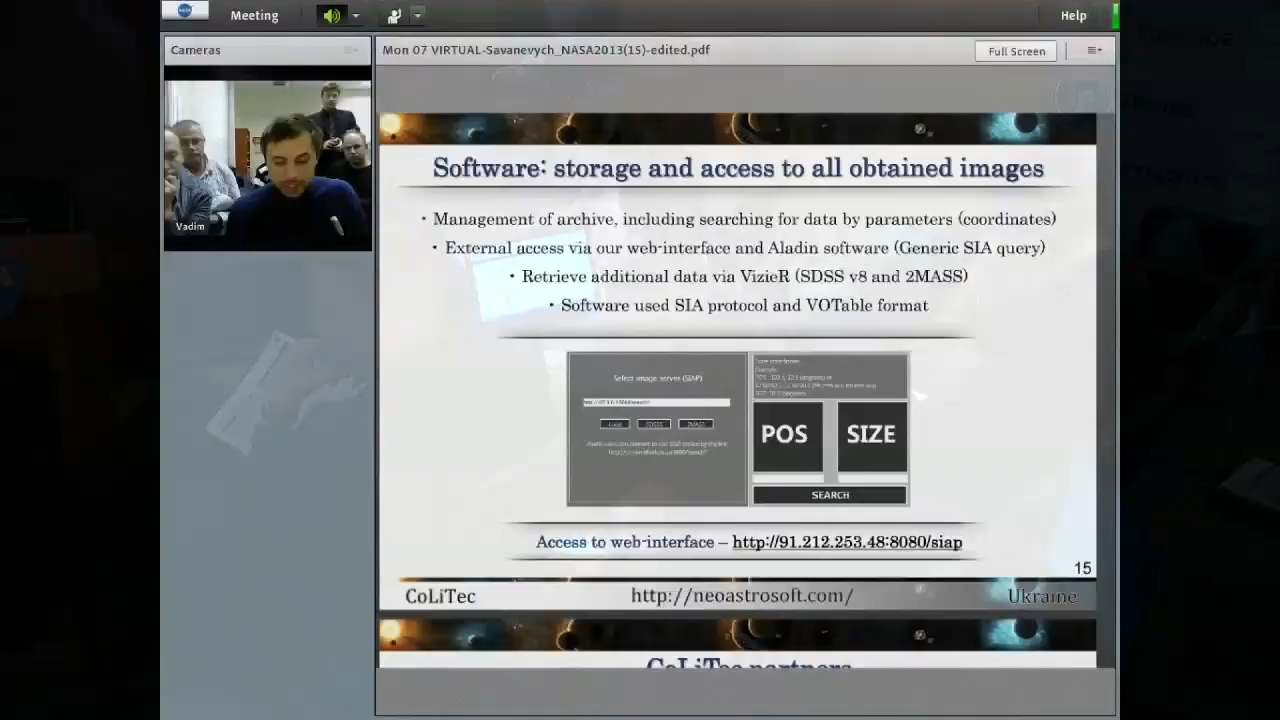 Meeting
Help
Cameras
Mon 07 VIRTUAL-Savanevych_NASA2013(15)-edited.pdf
Full Screen
Vadim
Software: storage and access to all obtained images
• Management of archive, including searching for data by parameters (coordinates)
• External access via our web-interface and Aladin software (Generic SIA query)
• Retrieve additional data via VizieR (SDSS v8 and 2MASS)
• Software used SIA protocol and VOTable format
Select image server (SIAP)
POS
SIZE
SEARCH
Access to web-interface – http://91.212.253.48:8080/siap
15
CoLiTec
http://neoastrosoft.com/
Ukraine
CoLiTec partners